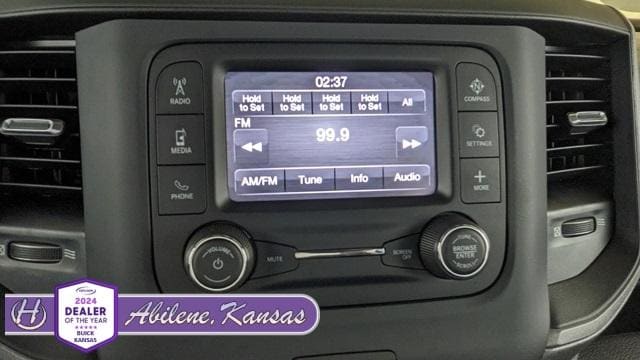 02:37
Hold to Set Hold to Set Hold to Set Hold to Set All
FM
99.9
AM/FM Tune Info Audio
RADIO
MEDIA
PHONE
N
COMPASS
SETTINGS
MORE
VOLUME
MUTE
SCREEN OFF
BROWSE
ENTER
SCROLL
H
2024
DEALER
OF THE YEAR
BUICK
KANSAS
Abilene, Kansas